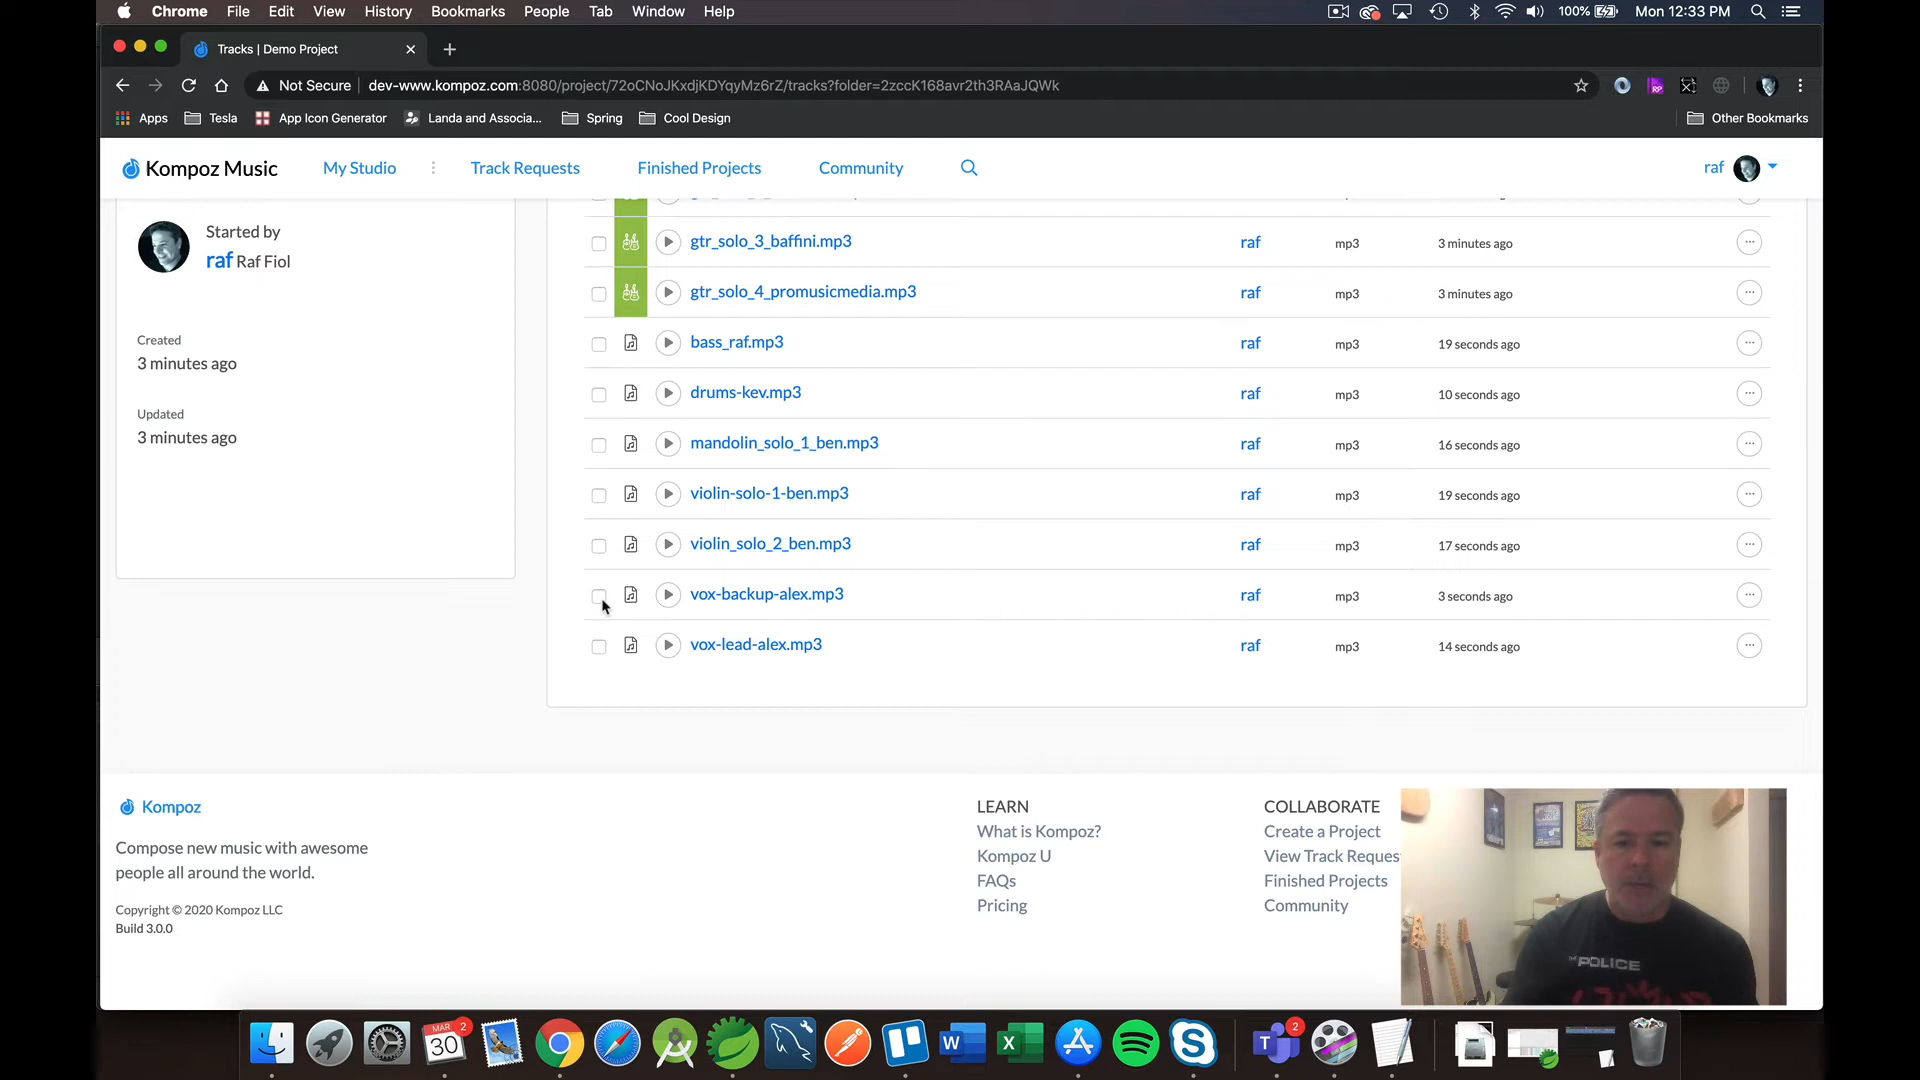 Chrome File Edit View History Bookmarks People Tab Window Help 100% Mon 12:33 PM
Tracks | Demo Project
Not Secure dev-www.kompoz.com:8080/project/72oCNoJKxdjKDYqyMz6rZ/tracks?folder=2zccK168avr2th3RAaJQWk
Apps Tesla App Icon Generator Landa and Associa... Spring Cool Design Other Bookmarks
Kompoz Music My Studio Track Requests Finished Projects Community raf
Started by
raf Raf Fiol
Created
3 minutes ago
Updated
3 minutes ago
gtr_solo_3_baffini.mp3 raf mp3 3 minutes ago
gtr_solo_4_promusicmedia.mp3 raf mp3 3 minutes ago
bass_raf.mp3 raf mp3 19 seconds ago
drums-kev.mp3 raf mp3 10 seconds ago
mandolin_solo_1_ben.mp3 raf mp3 16 seconds ago
violin-solo-1-ben.mp3 raf mp3 19 seconds ago
violin_solo_2_ben.mp3 raf mp3 17 seconds ago
vox-backup-alex.mp3 raf mp3 3 seconds ago
vox-lead-alex.mp3 raf mp3 14 seconds ago
Kompoz
Compose new music with awesome
people all around the world.
Copyright © 2020 Kompoz LLC
Build 3.0.0
LEARN
What is Kompoz?
Kompoz U
FAQs
Pricing
COLLABORATE
Create a Project
View Track Reques
Finished Projects
Community
THE POLICE
MAR 2
30
W
X
T 2